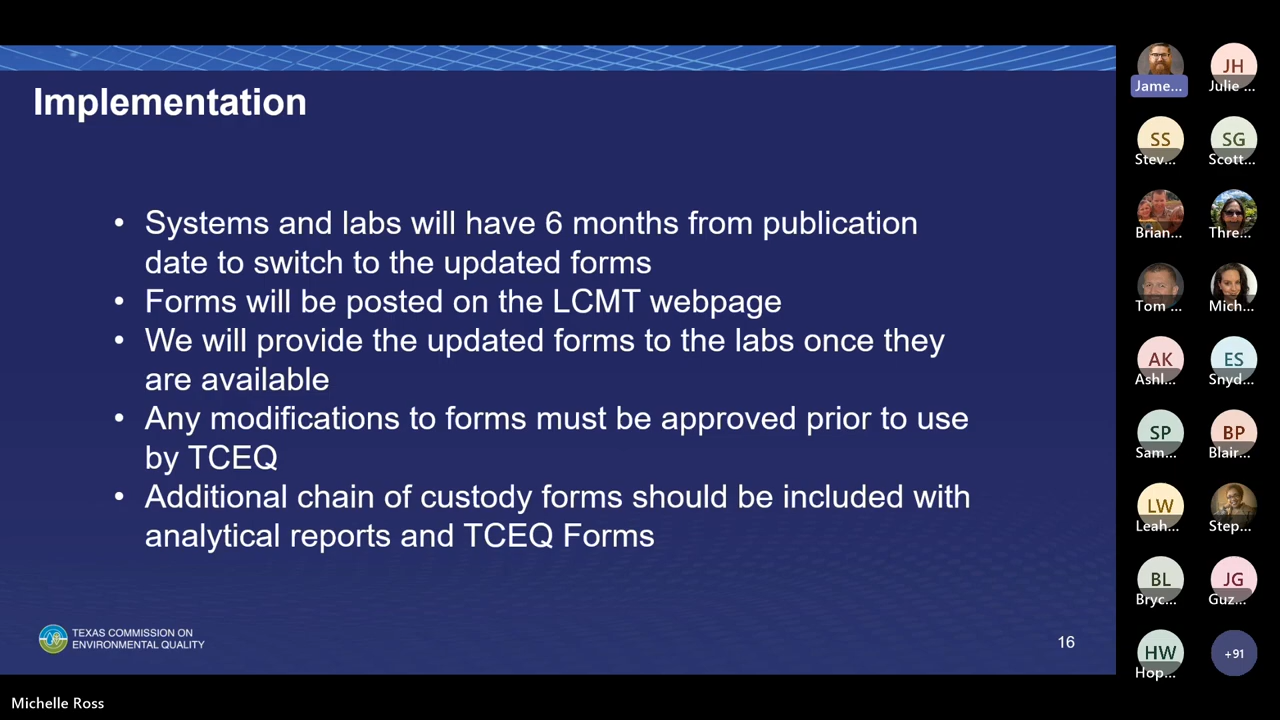 Implementation
• Systems and labs will have 6 months from publication
date to switch to the updated forms
• Forms will be posted on the LCMT webpage
• We will provide the updated forms to the labs once they
are available
• Any modifications to forms must be approved prior to use
by TCEQ
• Additional chain of custody forms should be included with
analytical reports and TCEQ Forms
TEXAS COMMISSION ON
ENVIRONMENTAL QUALITY
16
Michelle Ross
Jame...
JH
Julie ...
SS
Stev...
SG
Scott...
Brian...
Thre...
Tom ...
Mich...
AK
Ashl...
ES
Snyd...
SP
Sam...
BP
Blair...
LW
Leah...
Step...
BL
Bryc...
JG
Guz...
HW
Hop...
+91